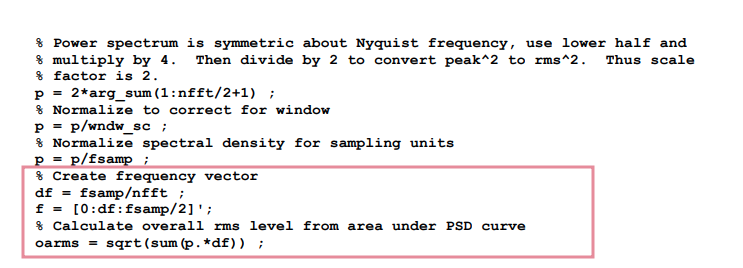 % Power spectrum is symmetric about Nyquist frequency, use lower half and
% multiply by 4.  Then divide by 2 to convert peak^2 to rms^2.  Thus scale
% factor is 2.
p = 2*arg_sum(1:nfft/2+1) ;
% Normalize to correct for window
p = p/wndw_sc ;
% Normalize spectral density for sampling units
p = p/fsamp ;
% Create frequency vector
df = fsamp/nfft ;
f = [0:df:fsamp/2]';
% Calculate overall rms level from area under PSD curve
oarms = sqrt(sum(p.*df)) ;